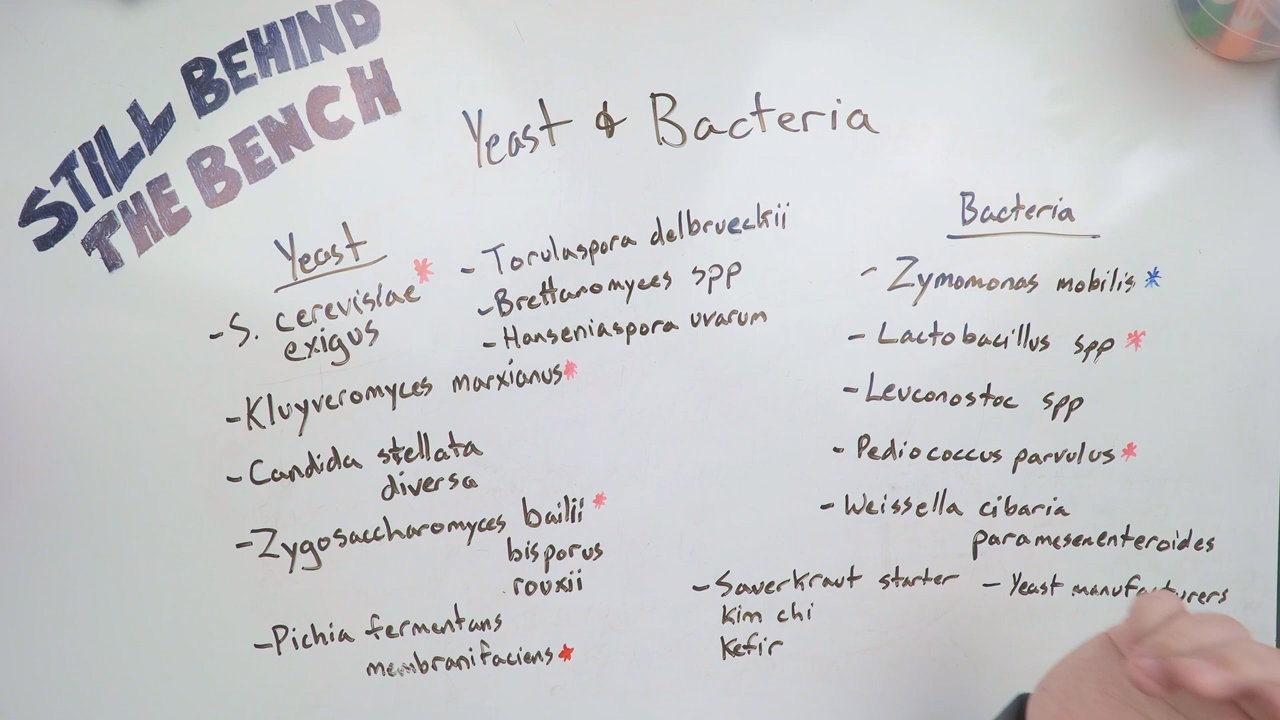 STILL BEHIND
THE BENCH
Yeast & Bacteria
Yeast
- S. cerevisiae*
exigus
- Kluyveromyces marxianus*
- Candida stellata
diversa
- Zygosaccharomyces bailii*
bisporus
rouxii
- Pichia fermentans
membranifaciens*
- Torulaspora delbrueckii
- Brettanomyces spp
- Hanseniaspora uvarum
Bacteria
- Zymomonas mobilis*
- Lactobacillus spp*
- Leuconostoc spp
- Pediococcus parvulus*
- Weissella cibaria
paramesenenteroides
- Sauerkraut starter
Kim chi
Kefir
- Yeast manufacturers